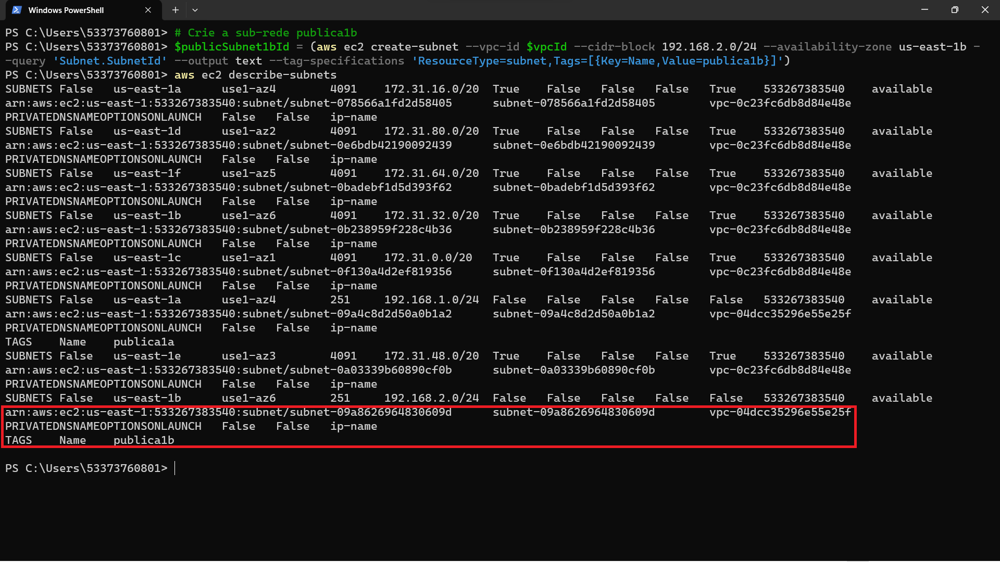 Windows PowerShell
PS C:\Users\53373760801> # Crie a sub-rede publica1b
PS C:\Users\53373760801> $publicSubnet1bId = (aws ec2 create-subnet --vpc-id $vpcId --cidr-block 192.168.2.0/24 --availability-zone us-east-1b -
-query 'Subnet.SubnetId' --output text --tag-specifications 'ResourceType=subnet,Tags=[{Key=Name,Value=publica1b}]')
PS C:\Users\53373760801> aws ec2 describe-subnets
SUBNETS False us-east-1a use1-az4 4091 172.31.16.0/20 True False False False True 533267383540 available
arn:aws:ec2:us-east-1:533267383540:subnet/subnet-078566a1fd2d58405 subnet-078566a1fd2d58405 vpc-0c23fc6db8d84e48e
PRIVATEDNSNAMEOPTIONSONLAUNCH False False ip-name
SUBNETS False us-east-1d use1-az2 4091 172.31.80.0/20 True False False False True 533267383540 available
arn:aws:ec2:us-east-1:533267383540:subnet/subnet-0e6bdb42190092439 subnet-0e6bdb42190092439 vpc-0c23fc6db8d84e48e
PRIVATEDNSNAMEOPTIONSONLAUNCH False False ip-name
SUBNETS False us-east-1f use1-az5 4091 172.31.64.0/20 True False False False True 533267383540 available
arn:aws:ec2:us-east-1:533267383540:subnet/subnet-0badebf1d5d393f62 subnet-0badebf1d5d393f62 vpc-0c23fc6db8d84e48e
PRIVATEDNSNAMEOPTIONSONLAUNCH False False ip-name
SUBNETS False us-east-1b use1-az6 4091 172.31.32.0/20 True False False False True 533267383540 available
arn:aws:ec2:us-east-1:533267383540:subnet/subnet-0b238959f228c4b36 subnet-0b238959f228c4b36 vpc-0c23fc6db8d84e48e
PRIVATEDNSNAMEOPTIONSONLAUNCH False False ip-name
SUBNETS False us-east-1c use1-az1 4091 172.31.0.0/20 True False False False True 533267383540 available
arn:aws:ec2:us-east-1:533267383540:subnet/subnet-0f130a4d2ef819356 subnet-0f130a4d2ef819356 vpc-0c23fc6db8d84e48e
PRIVATEDNSNAMEOPTIONSONLAUNCH False False ip-name
SUBNETS False us-east-1a use1-az4 251 192.168.1.0/24 False False False False False 533267383540 available
arn:aws:ec2:us-east-1:533267383540:subnet/subnet-09a4c8d2d50a0b1a2 subnet-09a4c8d2d50a0b1a2 vpc-04dcc35296e55e25f
PRIVATEDNSNAMEOPTIONSONLAUNCH False False ip-name
TAGS Name publica1a
SUBNETS False us-east-1e use1-az3 4091 172.31.48.0/20 True False False False True 533267383540 available
arn:aws:ec2:us-east-1:533267383540:subnet/subnet-0a03339b60890cf0b subnet-0a03339b60890cf0b vpc-0c23fc6db8d84e48e
PRIVATEDNSNAMEOPTIONSONLAUNCH False False ip-name
SUBNETS False us-east-1b use1-az6 251 192.168.2.0/24 False False False False False 533267383540 available
arn:aws:ec2:us-east-1:533267383540:subnet/subnet-09a8626964830609d subnet-09a8626964830609d vpc-04dcc35296e55e25f
PRIVATEDNSNAMEOPTIONSONLAUNCH False False ip-name
TAGS Name publica1b
PS C:\Users\53373760801>